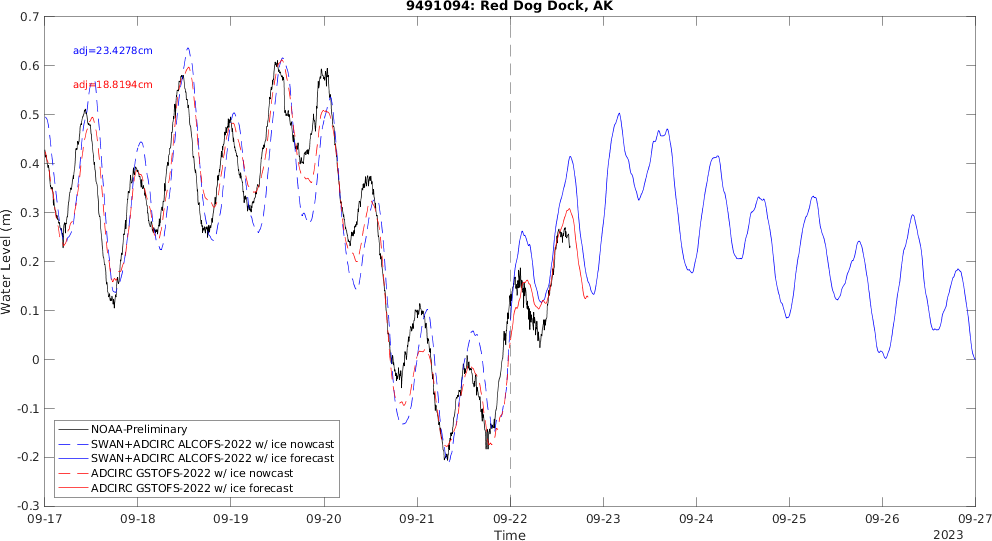 9491094: Red Dog Dock, AK
adj=23.4278cm
adj=18.8194cm
Water Level (m)
0.7
0.6
0.5
0.4
0.3
0.2
0.1
0
-0.1
-0.2
-0.3
NOAA-Preliminary
SWAN+ADCIRC ALCOFS-2022 w/ ice nowcast
SWAN+ADCIRC ALCOFS-2022 w/ ice forecast
ADCIRC GSTOFS-2022 w/ ice nowcast
ADCIRC GSTOFS-2022 w/ ice forecast
09-17 09-18 09-19 09-20 09-21 09-22 09-23 09-24 09-25 09-26 09-27
Time
2023